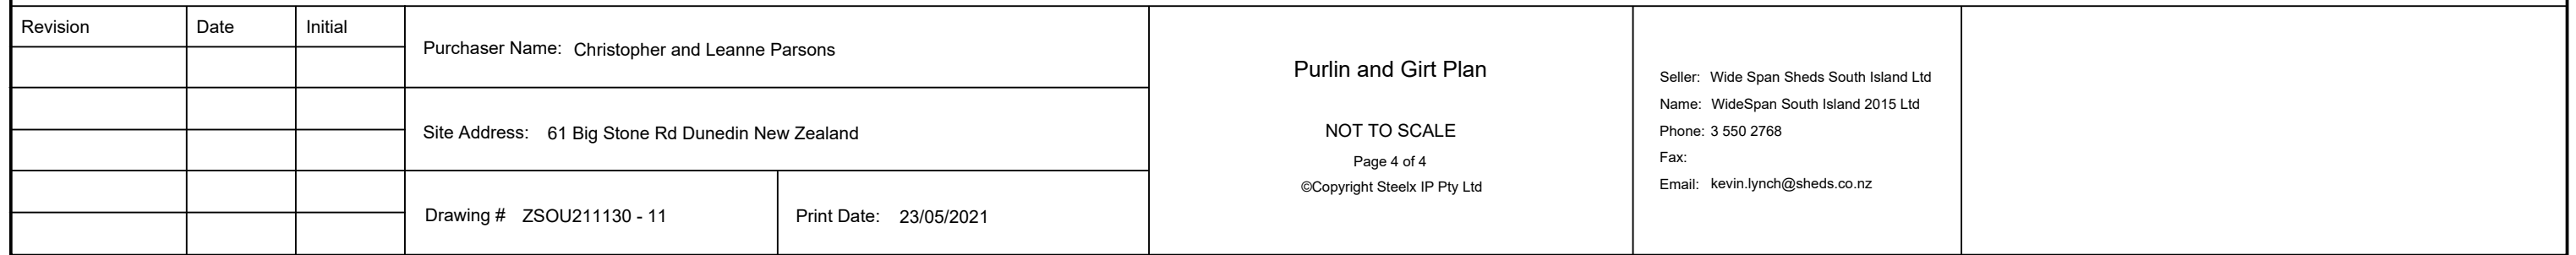 Revision Date Initial
Purchaser Name: Christopher and Leanne Parsons
Site Address: 61 Big Stone Rd Dunedin New Zealand
Drawing # ZSOU211130 - 11
Print Date: 23/05/2021
Purlin and Girt Plan
NOT TO SCALE
Page 4 of 4
©Copyright Steelx IP Pty Ltd
Seller: Wide Span Sheds South Island Ltd
Name: WideSpan South Island 2015 Ltd
Phone: 3 550 2768
Fax:
Email: kevin.lynch@sheds.co.nz